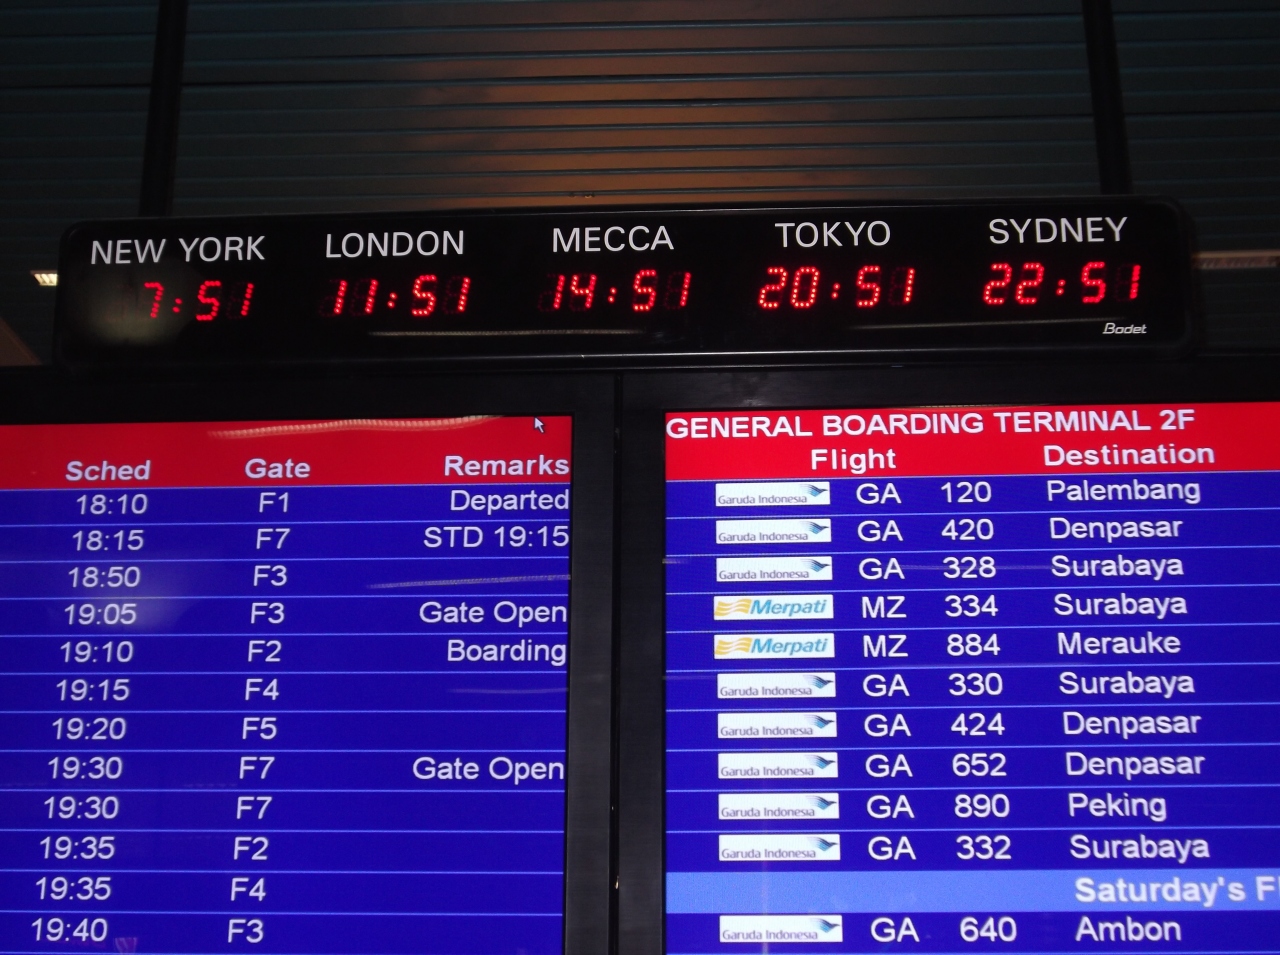 NEW YORK LONDON MECCA TOKYO SYDNEY
7:51 11:51 14:51 20:51 22:51
Bodet
Sched Gate Remarks
18:10 F1 Departed
18:15 F7 STD 19:15
18:50 F3
19:05 F3 Gate Open
19:10 F2 Boarding
19:15 F4
19:20 F5
19:30 F7 Gate Open
19:30 F7
19:35 F2
19:35 F4
19:40 F3
GENERAL BOARDING TERMINAL 2F
Flight Destination
Garuda Indonesia GA 120 Palembang
Garuda Indonesia GA 420 Denpasar
Garuda Indonesia GA 328 Surabaya
Merpati MZ 334 Surabaya
Merpati MZ 884 Merauke
Garuda Indonesia GA 330 Surabaya
Garuda Indonesia GA 424 Denpasar
Garuda Indonesia GA 652 Denpasar
Garuda Indonesia GA 890 Peking
Garuda Indonesia GA 332 Surabaya
Saturday's
Garuda Indonesia GA 640 Ambon